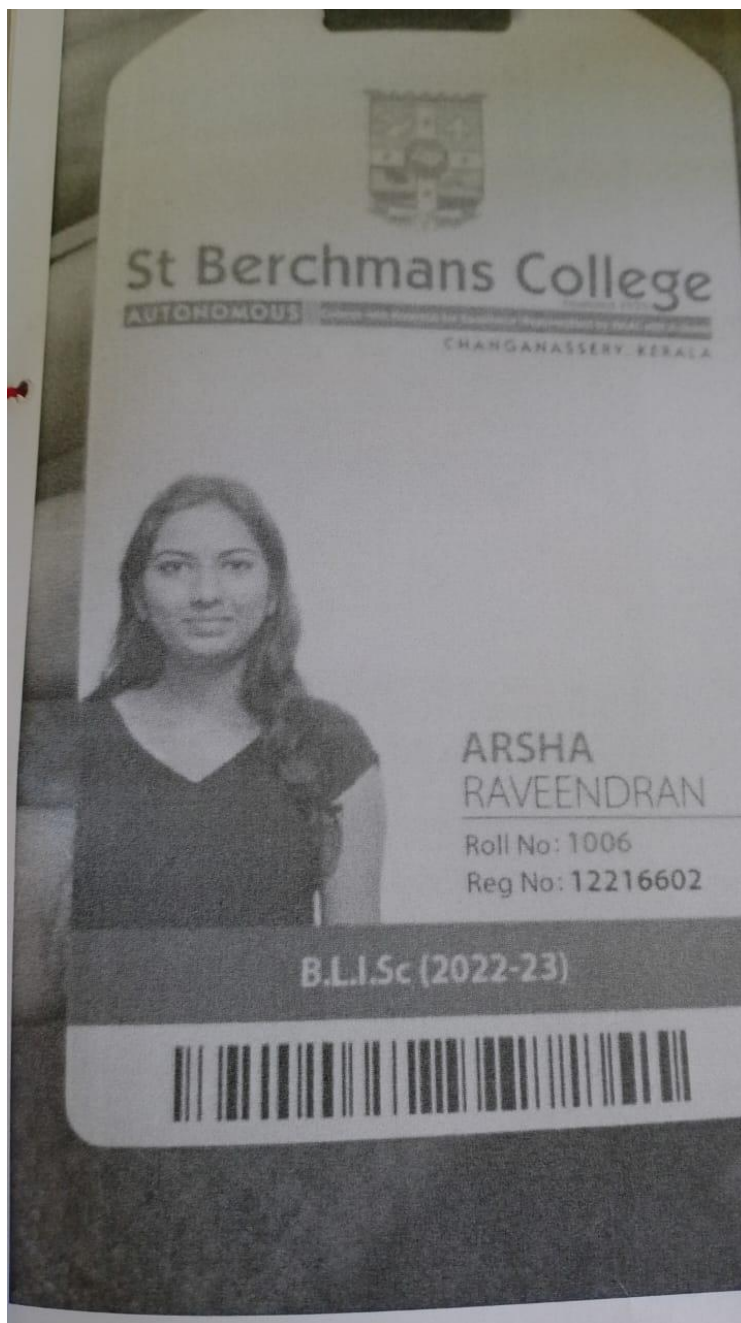 St Berchmans College
AUTONOMOUS
CHANGANASSERY KERALA
ARSHA
RAVEENDRAN
Roll No: 1006
Reg No: 12216602
B.L.I.Sc (2022-23)